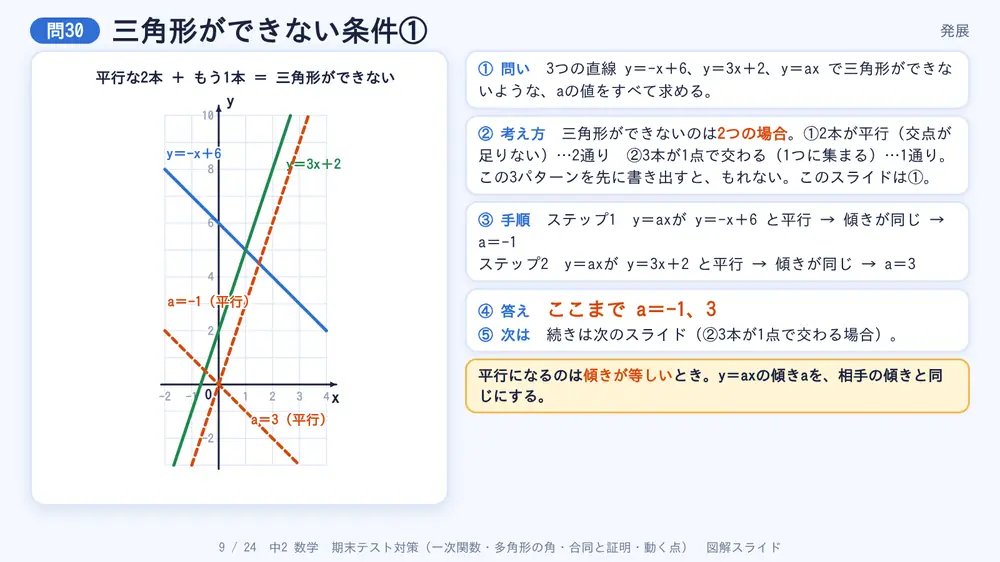 問30 三角形ができない条件① 発展
平行な2本 ＋ もう1本 ＝ 三角形ができない
y
10
y＝−x＋6
y＝3x＋2
8
6
4
a＝−1（平行）
2
−2 −1 0 1 2 3 4 x
a＝3（平行）
−2
① 問い 3つの直線 y=-x+6、y=3x+2、y=ax で三角形ができな
いような、aの値をすべて求める。
② 考え方 三角形ができないのは2つの場合。①2本が平行（交点が
足りない）…2通り ②3本が1点で交わる（1つに集まる）…1通り。
この3パターンを先に書き出すと、もれない。このスライドは①。
③ 手順 ステップ1 y=axが y=-x+6 と平行 → 傾きが同じ →
a=-1
ステップ2 y=axが y=3x+2 と平行 → 傾きが同じ → a=3
④ 答え ここまで a=-1、3
⑤ 次は 続きは次のスライド（②3本が1点で交わる場合）。
平行になるのは傾きが等しいとき。y=axの傾きaを、相手の傾きと同
じにする。
9 / 24 中2 数学 期末テスト対策（一次関数・多角形の角・合同と証明・動く点） 図解スライド